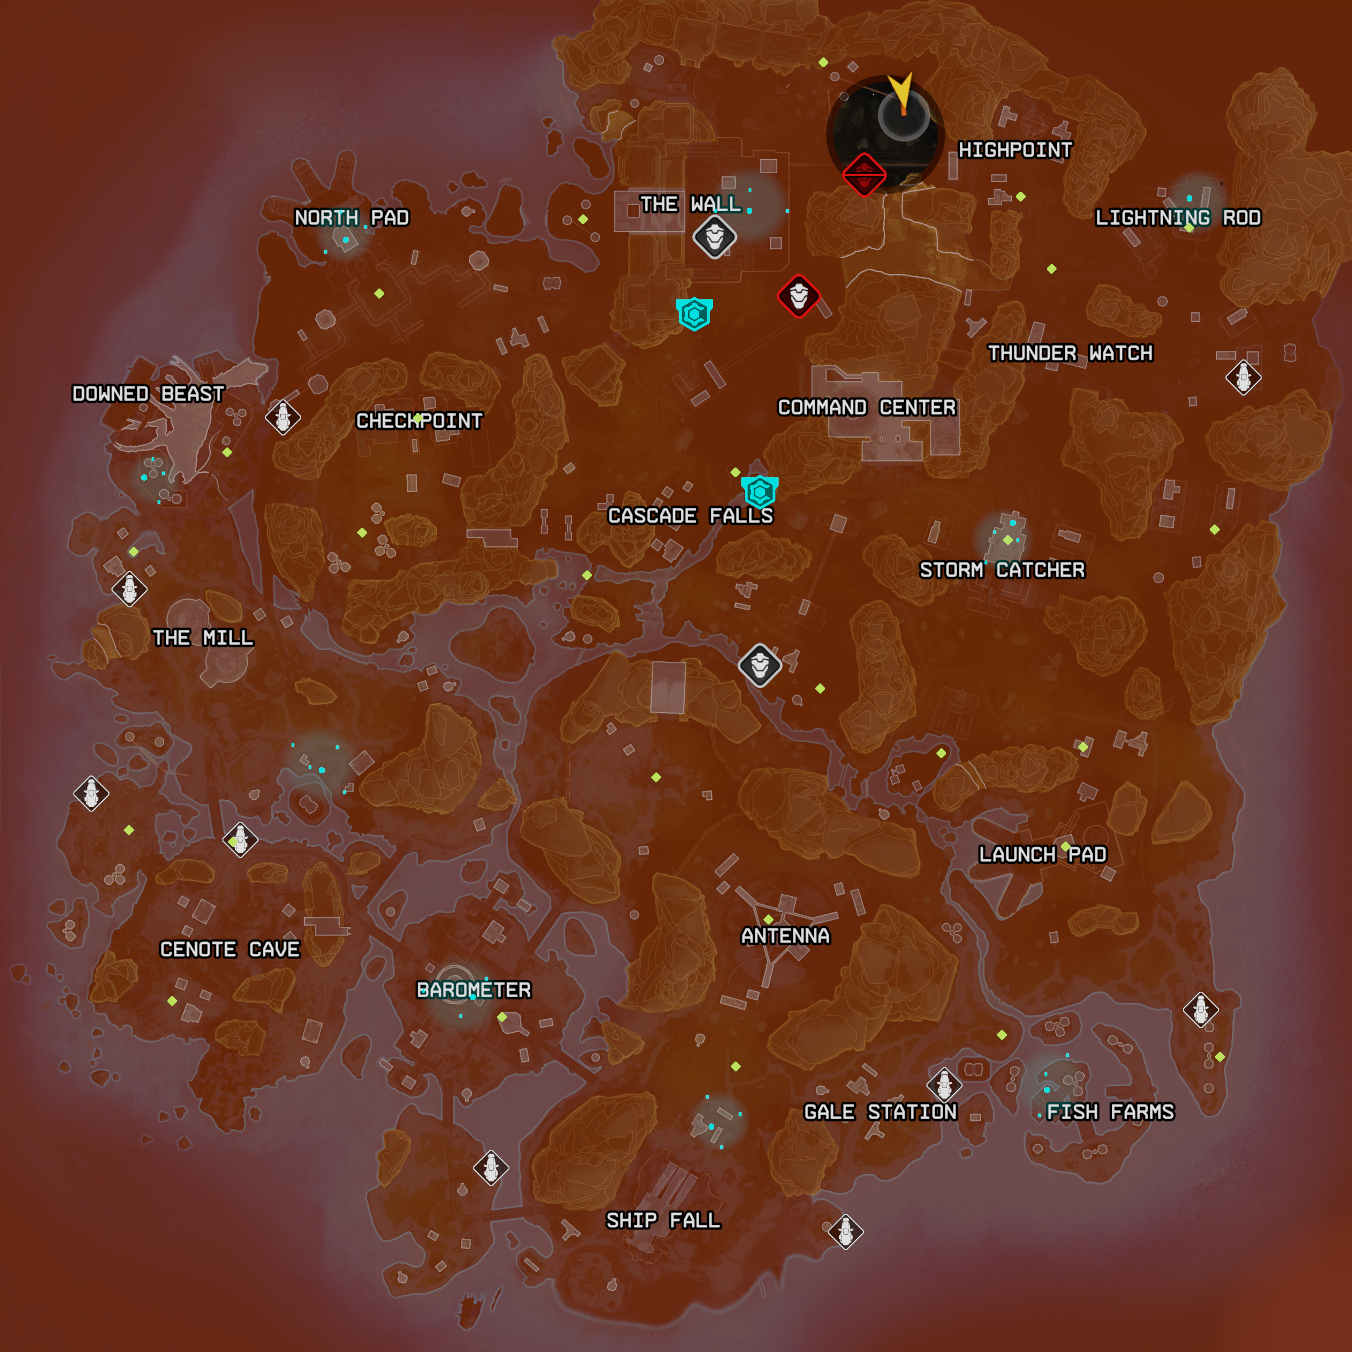 HIGHPOINT
THE WALL
NORTH PAD
LIGHTNING ROD
THUNDER WATCH
DOWNED BEAST
COMMAND CENTER
CHECKPOINT
CASCADE FALLS
STORM CATCHER
THE MILL
LAUNCH PAD
ANTENNA
CENOTE CAVE
BAROMETER
GALE STATION
FISH FARMS
SHIP FALL